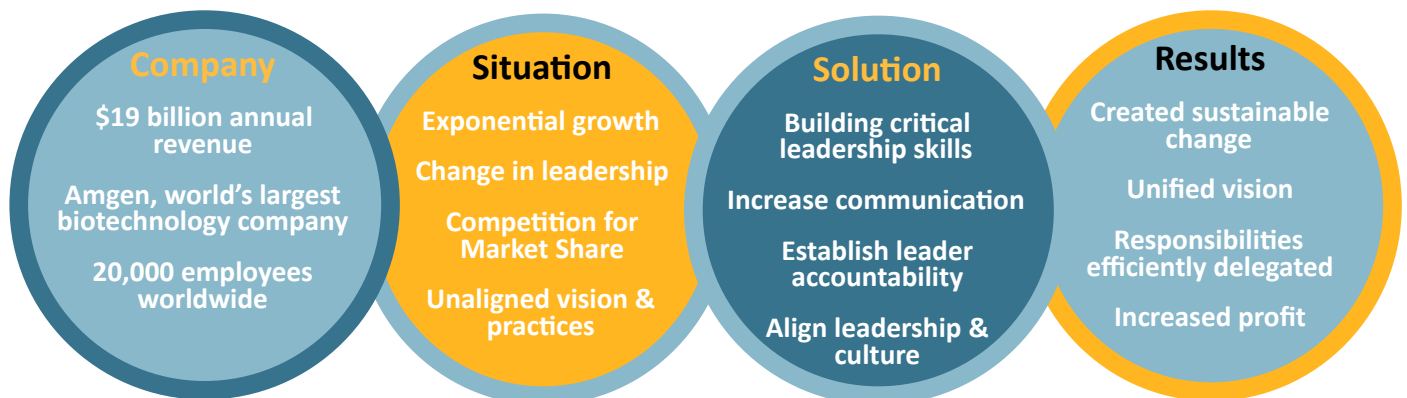 Company
$19 billion annual
revenue
Amgen, world’s largest
biotechnology company
20,000 employees
worldwide
Situation
Exponential growth
Change in leadership
Competition for
Market Share
Unaligned vision &
practices
Solution
Building critical
leadership skills
Increase communication
Establish leader
accountability
Align leadership &
culture
Results
Created sustainable
change
Unified vision
Responsibilities
efficiently delegated
Increased profit